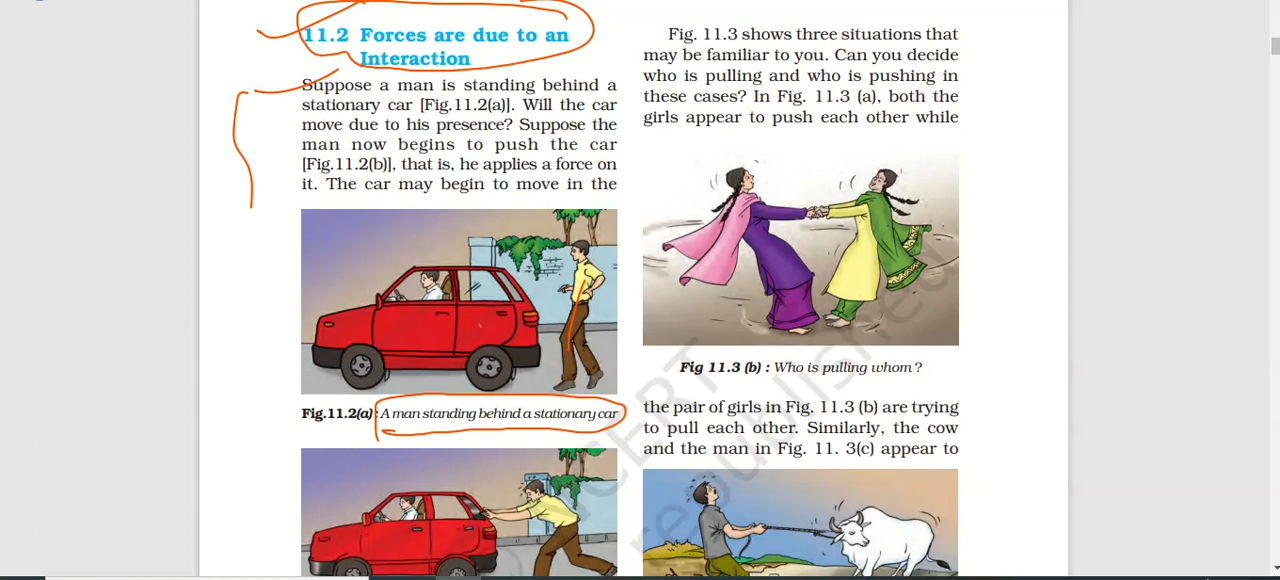 11.2 Forces are due to an
Interaction
Suppose a man is standing behind a
stationary car [Fig.11.2(a)]. Will the car
move due to his presence? Suppose the
man now begins to push the car
[Fig.11.2(b)], that is, he applies a force on
it. The car may begin to move in the
Fig.11.2(a): A man standing behind a stationary car
Fig. 11.3 shows three situations that
may be familiar to you. Can you decide
who is pulling and who is pushing in
these cases? In Fig. 11.3 (a), both the
girls appear to push each other while
Fig 11.3 (b) : Who is pulling whom ?
the pair of girls in Fig. 11.3 (b) are trying
to pull each other. Similarly, the cow
and the man in Fig. 11. 3(c) appear to
NCERT
republished